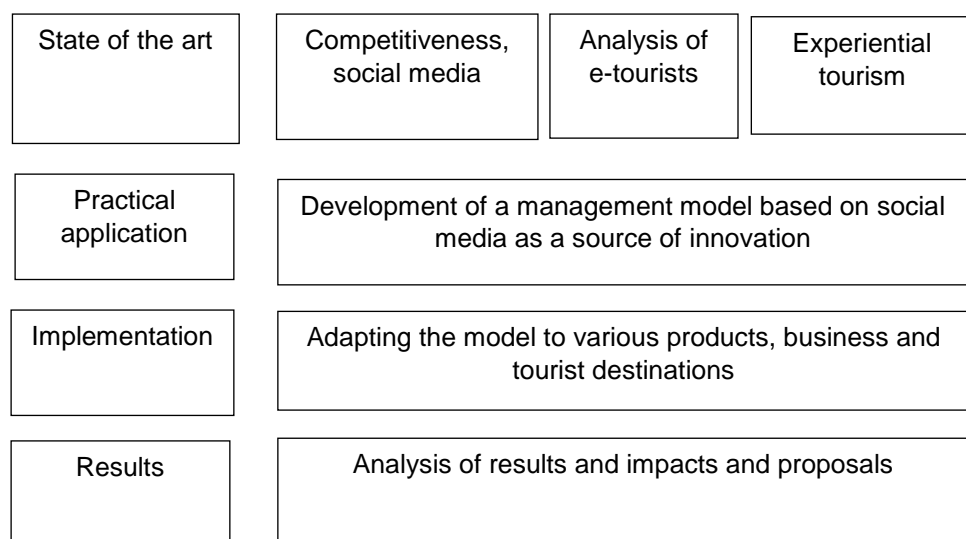 State of the art
Competitiveness,
social media
Analysis of
e-tourists
Experiential
tourism
Practical
application
Development of a management model based on social
media as a source of innovation
Implementation
Adapting the model to various products, business and
tourist destinations
Results
Analysis of results and impacts and proposals